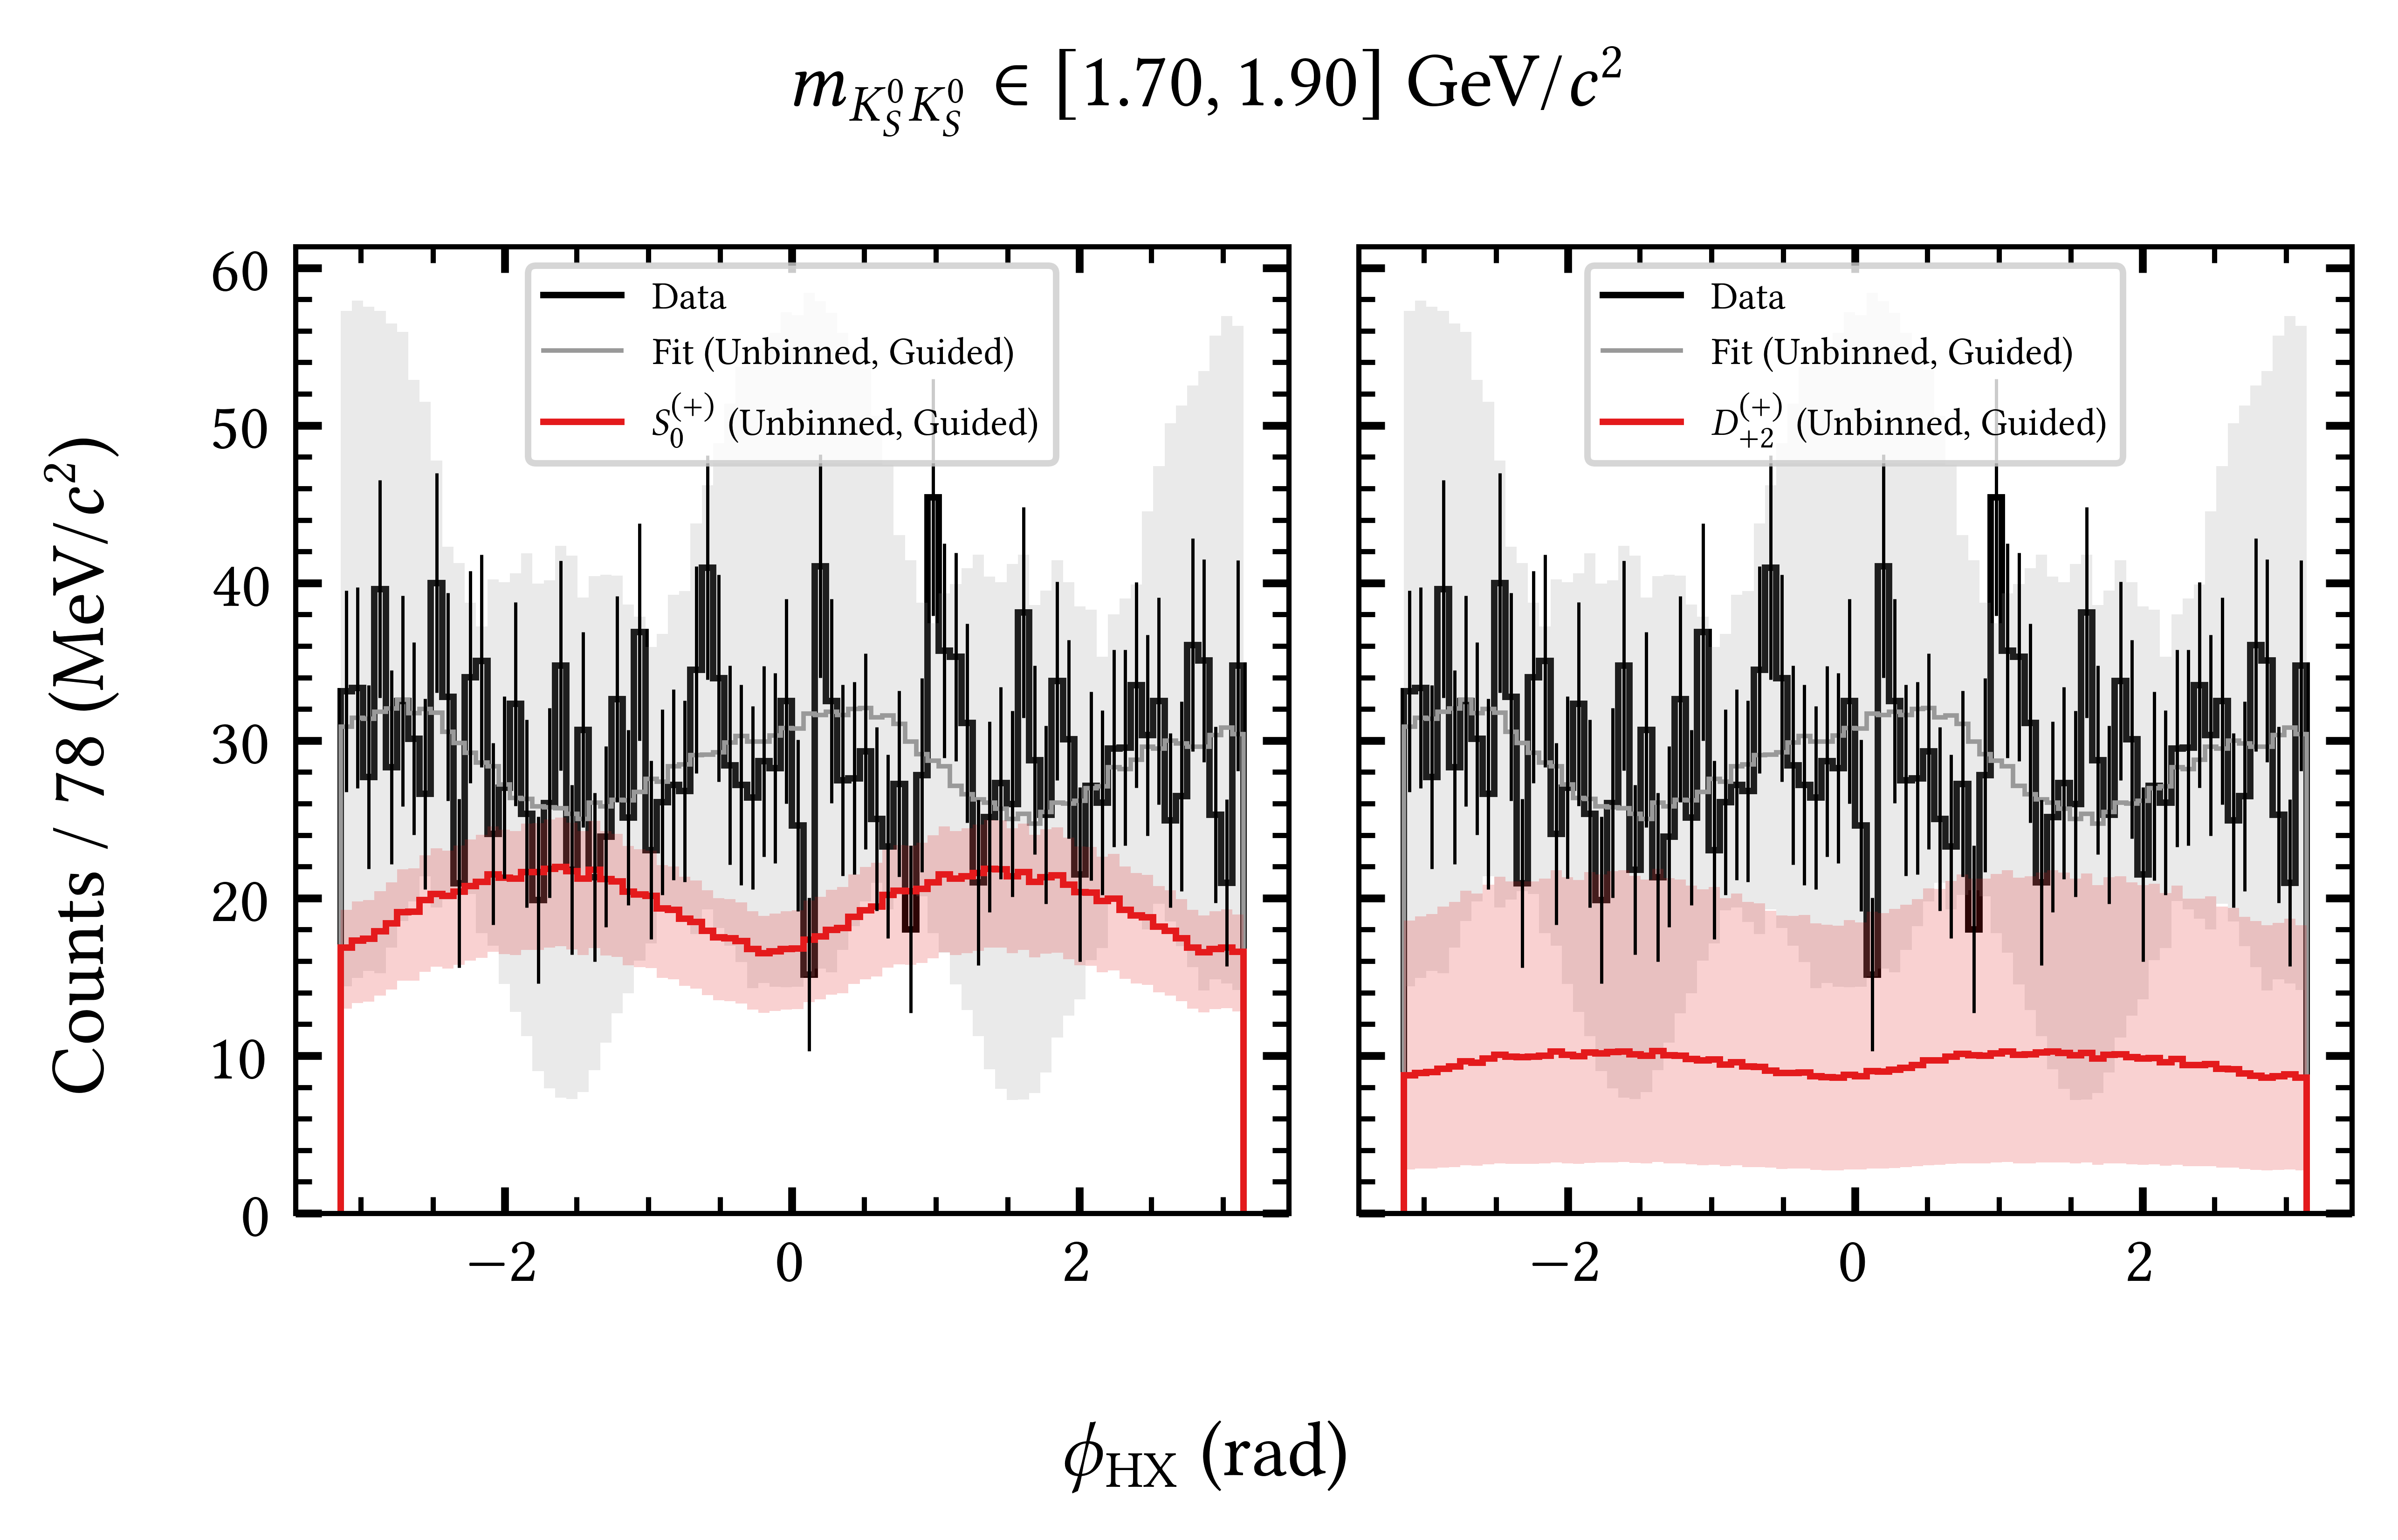 m_{K_S^0 K_S^0} ∈ [1.70, 1.90] GeV/c^2
Counts / 78 (MeV/c^2)
60
50
40
30
20
10
0
Data
Fit (Unbinned, Guided)
S_0^{(+)} (Unbinned, Guided)
Data
Fit (Unbinned, Guided)
D_{+2}^{(+)} (Unbinned, Guided)
−2 0 2
−2 0 2
ϕ_{HX} (rad)